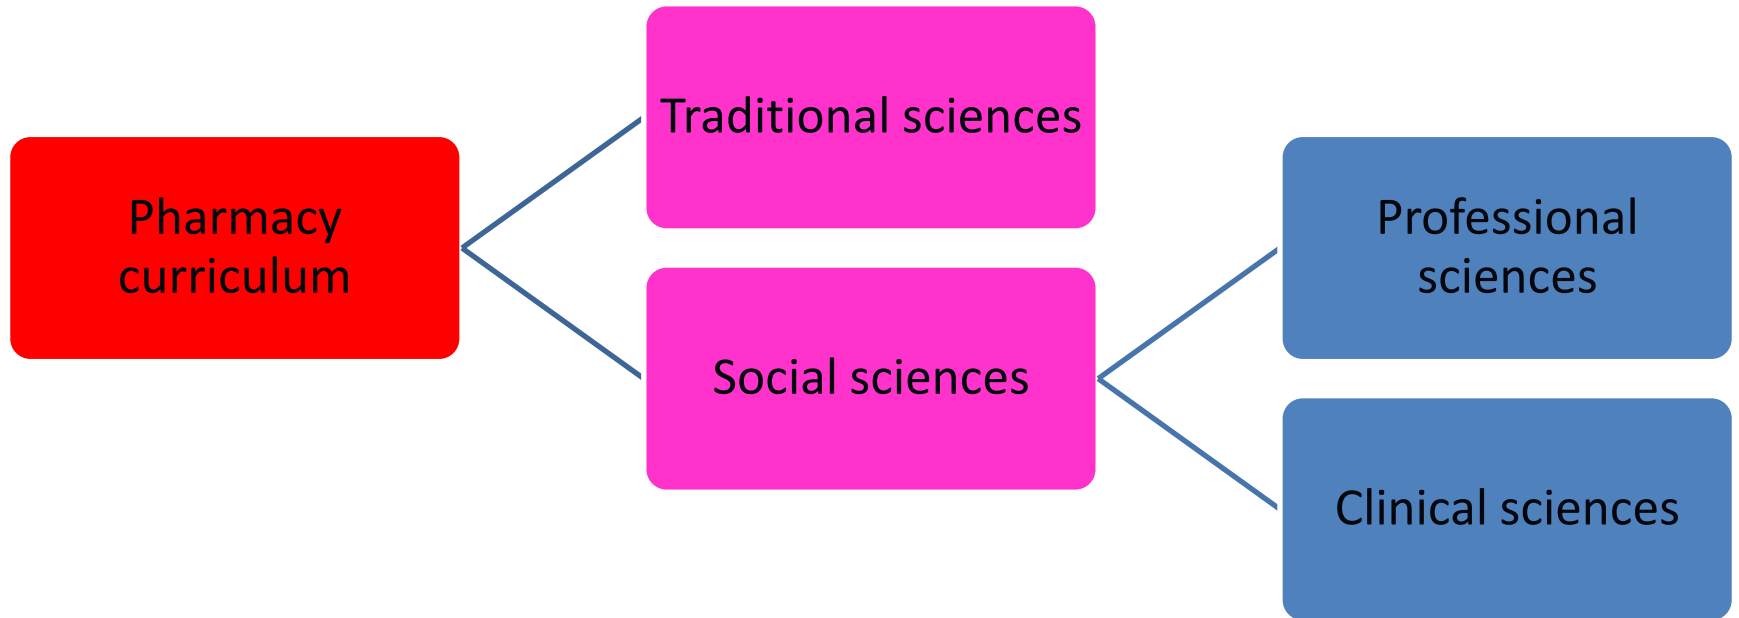 Pharmacy
curriculum
Traditional sciences
Social sciences
Professional
sciences
Clinical sciences